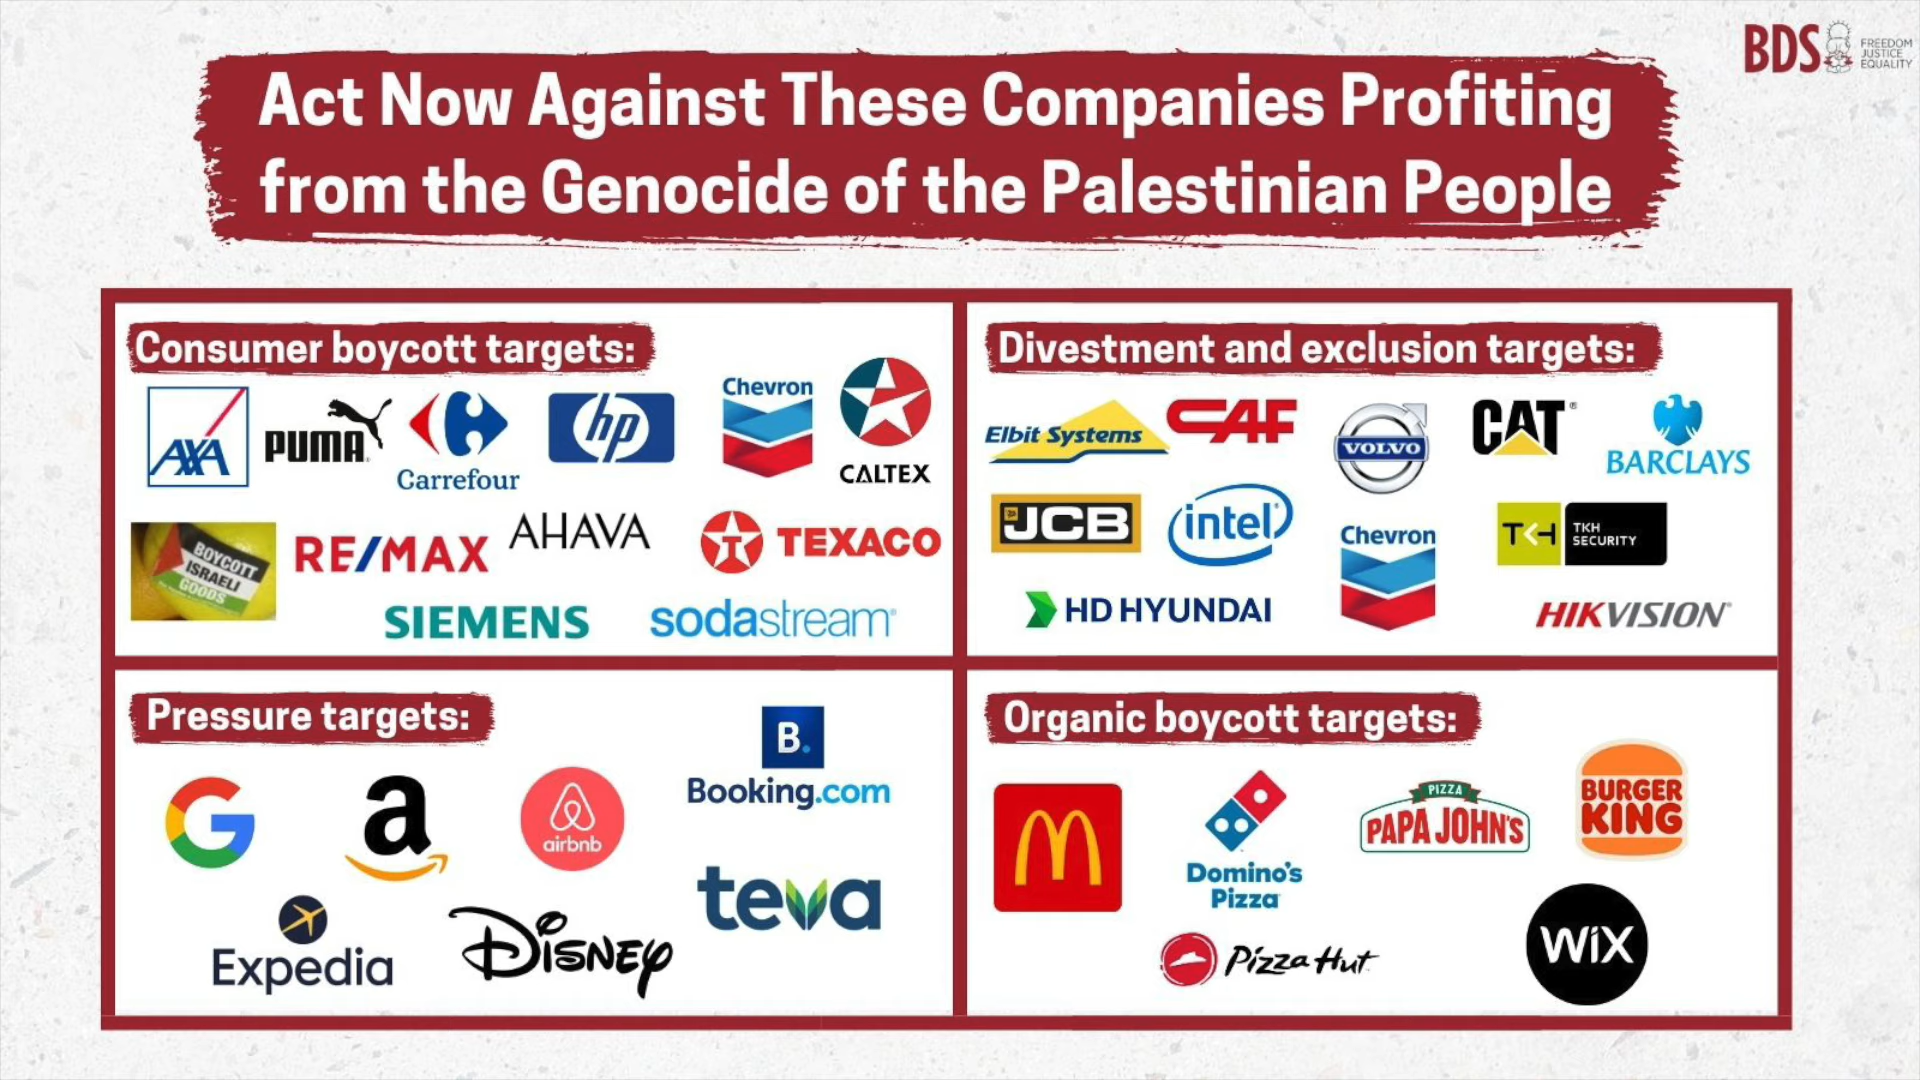 BDS
FREEDOM
JUSTICE
EQUALITY
Act Now Against These Companies Profiting
from the Genocide of the Palestinian People
Consumer boycott targets:
AXA
PUMA
Carrefour
hp
Chevron
CALTEX
BOYCOTT
ISRAELI
GOODS
RE/MAX
AHAVA
TEXACO
SIEMENS
sodastream
Divestment and exclusion targets:
Elbit Systems
CAF
VOLVO
CAT
BARCLAYS
JCB
intel
Chevron
TKH
TKH
SECURITY
HD HYUNDAI
HIKVISION
Pressure targets:
G
a
airbnb
B.
Booking.com
Expedia
Disney
teva
Organic boycott targets:
M
Domino's
Pizza
PIZZA
PAPA JOHN'S
BURGER
KING
Pizza Hut
WiX